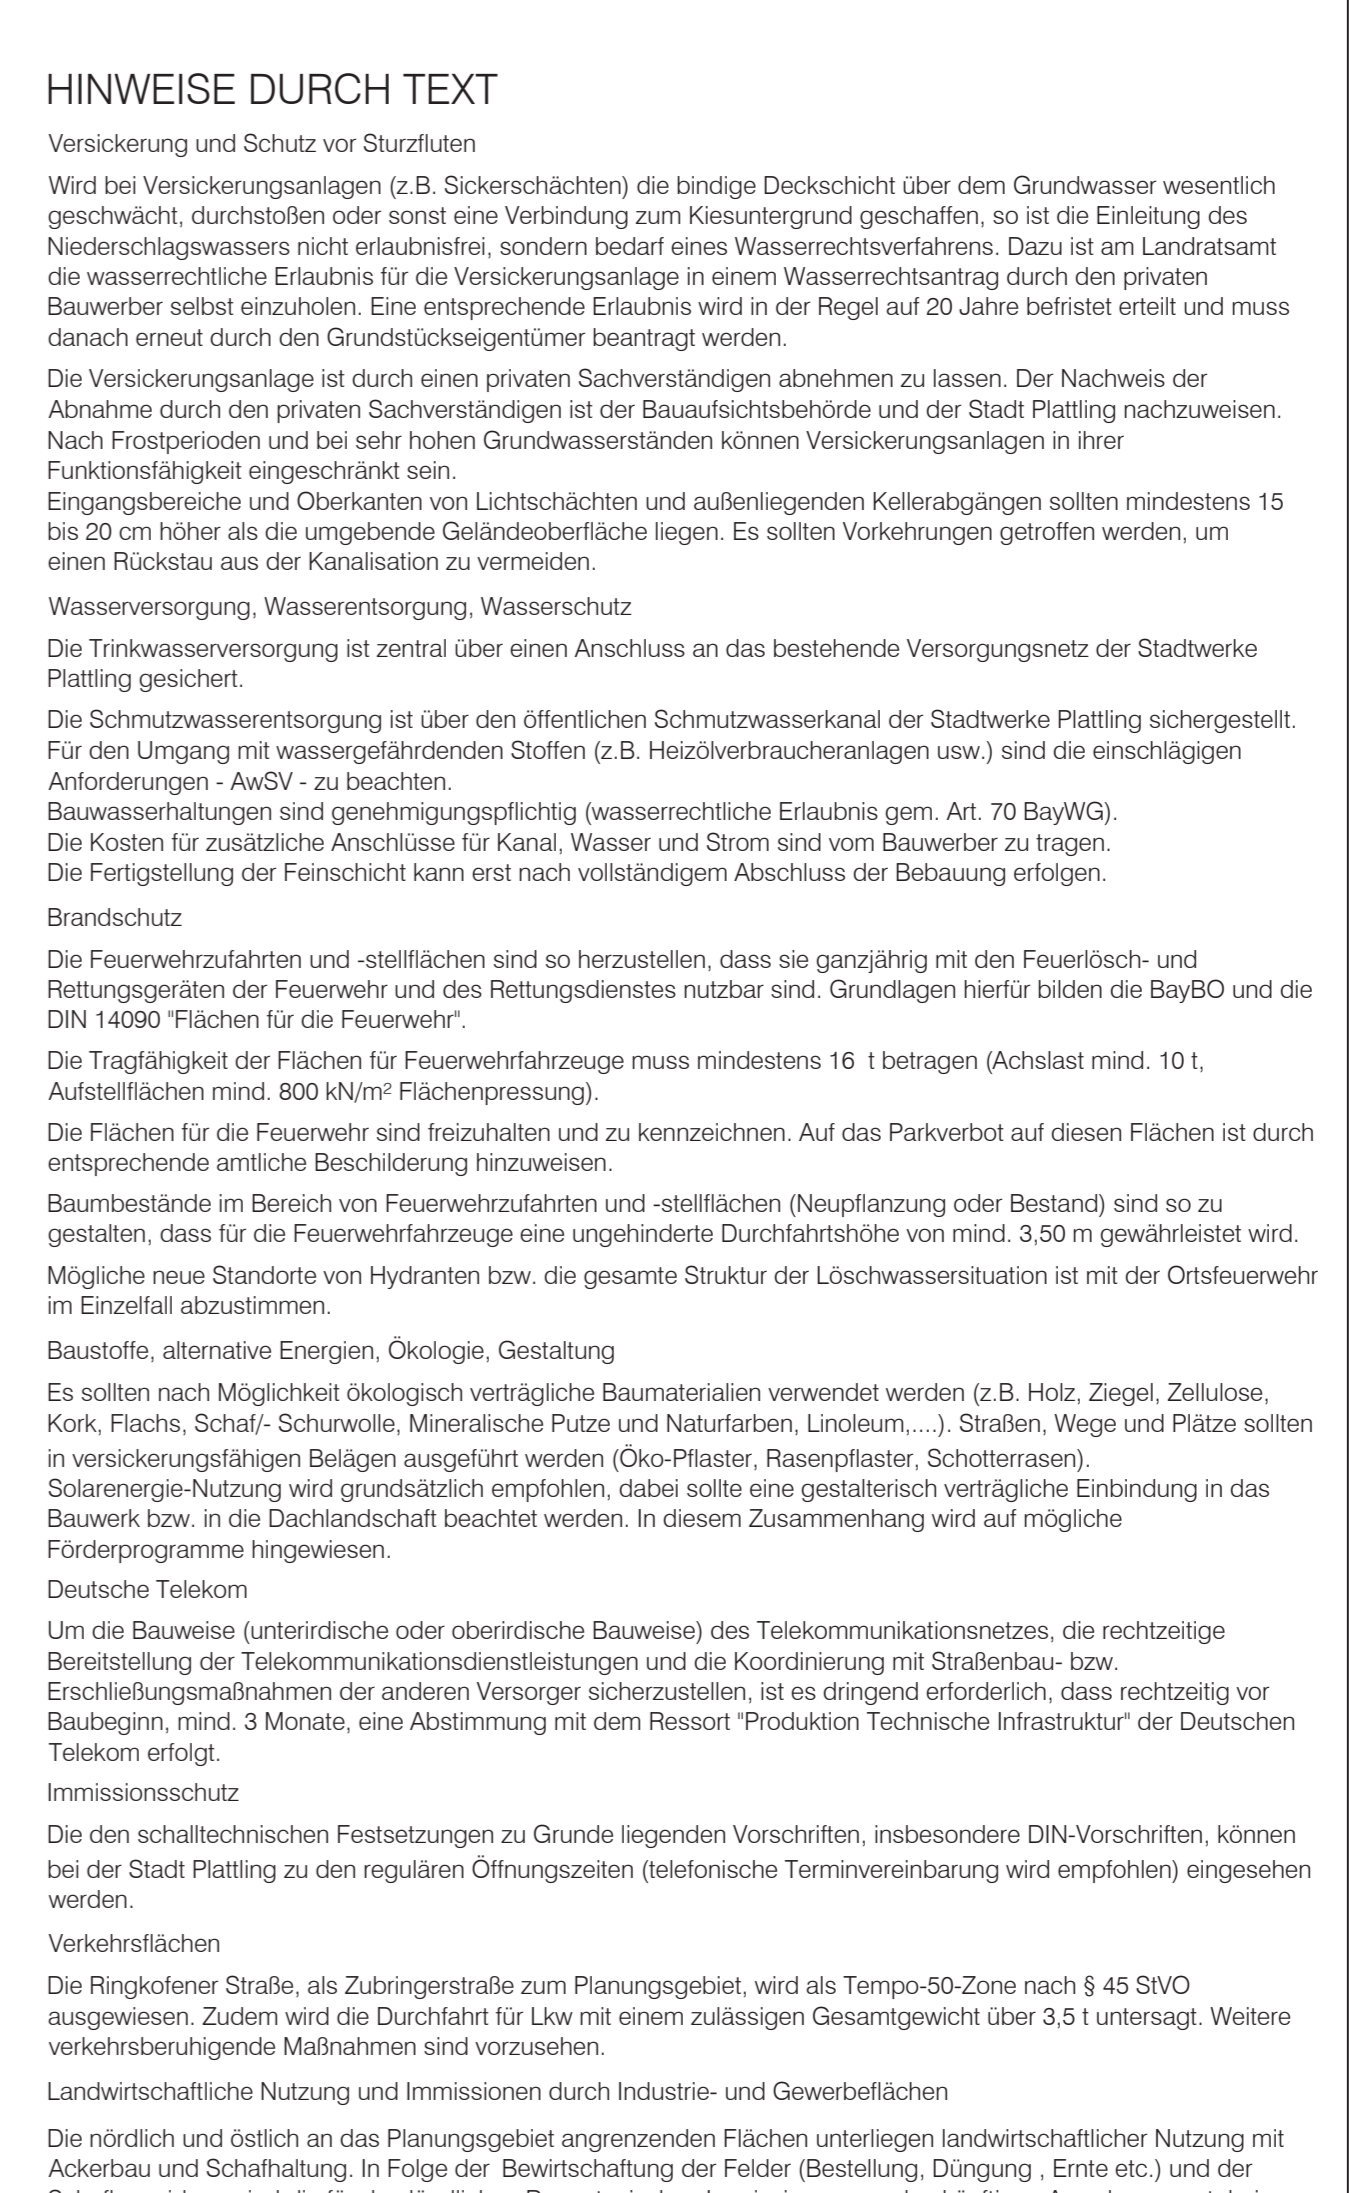 HINWEISE DURCH TEXT
Versickerung und Schutz vor Sturzfluten
Wird bei Versickerungsanlagen (z.B. Sickerschächten) die bindige Deckschicht über dem Grundwasser wesentlich
geschwächt, durchstoßen oder sonst eine Verbindung zum Kiesuntergrund geschaffen, so ist die Einleitung des
Niederschlagswassers nicht erlaubnisfrei, sondern bedarf eines Wasserrechtsverfahrens. Dazu ist am Landratsamt
die wasserrechtliche Erlaubnis für die Versickerungsanlage in einem Wasserrechtsantrag durch den privaten
Bauwerber selbst einzuholen. Eine entsprechende Erlaubnis wird in der Regel auf 20 Jahre befristet erteilt und muss
danach erneut durch den Grundstückseigentümer beantragt werden.
Die Versickerungsanlage ist durch einen privaten Sachverständigen abnehmen zu lassen. Der Nachweis der
Abnahme durch den privaten Sachverständigen ist der Bauaufsichtsbehörde und der Stadt Plattling nachzuweisen.
Nach Frostperioden und bei sehr hohen Grundwasserständen können Versickerungsanlagen in ihrer
Funktionsfähigkeit eingeschränkt sein.
Eingangsbereiche und Oberkanten von Lichtschächten und außenliegenden Kellerabgängen sollten mindestens 15
bis 20 cm höher als die umgebende Geländeoberfläche liegen. Es sollten Vorkehrungen getroffen werden, um
einen Rückstau aus der Kanalisation zu vermeiden.
Wasserversorgung, Wasserentsorgung, Wasserschutz
Die Trinkwasserversorgung ist zentral über einen Anschluss an das bestehende Versorgungsnetz der Stadtwerke
Plattling gesichert.
Die Schmutzwasserentsorgung ist über den öffentlichen Schmutzwasserkanal der Stadtwerke Plattling sichergestellt.
Für den Umgang mit wassergefährdenden Stoffen (z.B. Heizölverbraucheranlagen usw.) sind die einschlägigen
Anforderungen - AwSV - zu beachten.
Bauwasserhaltungen sind genehmigungspflichtig (wasserrechtliche Erlaubnis gem. Art. 70 BayWG).
Die Kosten für zusätzliche Anschlüsse für Kanal, Wasser und Strom sind vom Bauwerber zu tragen.
Die Fertigstellung der Feinschicht kann erst nach vollständigem Abschluss der Bebauung erfolgen.
Brandschutz
Die Feuerwehrzufahrten und -stellflächen sind so herzustellen, dass sie ganzjährig mit den Feuerlösch- und
Rettungsgeräten der Feuerwehr und des Rettungsdienstes nutzbar sind. Grundlagen hierfür bilden die BayBO und die
DIN 14090 "Flächen für die Feuerwehr".
Die Tragfähigkeit der Flächen für Feuerwehrfahrzeuge muss mindestens 16 t betragen (Achslast mind. 10 t,
Aufstellflächen mind. 800 kN/m² Flächenpressung).
Die Flächen für die Feuerwehr sind freizuhalten und zu kennzeichnen. Auf das Parkverbot auf diesen Flächen ist durch
entsprechende amtliche Beschilderung hinzuweisen.
Baumbestände im Bereich von Feuerwehrzufahrten und -stellflächen (Neupflanzung oder Bestand) sind so zu
gestalten, dass für die Feuerwehrfahrzeuge eine ungehinderte Durchfahrtshöhe von mind. 3,50 m gewährleistet wird.
Mögliche neue Standorte von Hydranten bzw. die gesamte Struktur der Löschwassersituation ist mit der Ortsfeuerwehr
im Einzelfall abzustimmen.
Baustoffe, alternative Energien, Ökologie, Gestaltung
Es sollten nach Möglichkeit ökologisch verträgliche Baumaterialien verwendet werden (z.B. Holz, Ziegel, Zellulose,
Kork, Flachs, Schaf/- Schurwolle, Mineralische Putze und Naturfarben, Linoleum,....). Straßen, Wege und Plätze sollten
in versickerungsfähigen Belägen ausgeführt werden (Öko-Pflaster, Rasenpflaster, Schotterrasen).
Solarenergie-Nutzung wird grundsätzlich empfohlen, dabei sollte eine gestalterisch verträgliche Einbindung in das
Bauwerk bzw. in die Dachlandschaft beachtet werden. In diesem Zusammenhang wird auf mögliche
Förderprogramme hingewiesen.
Deutsche Telekom
Um die Bauweise (unterirdische oder oberirdische Bauweise) des Telekommunikationsnetzes, die rechtzeitige
Bereitstellung der Telekommunikationsdienstleistungen und die Koordinierung mit Straßenbau- bzw.
Erschließungsmaßnahmen der anderen Versorger sicherzustellen, ist es dringend erforderlich, dass rechtzeitig vor
Baubeginn, mind. 3 Monate, eine Abstimmung mit dem Ressort "Produktion Technische Infrastruktur" der Deutschen
Telekom erfolgt.
Immissionsschutz
Die den schalltechnischen Festsetzungen zu Grunde liegenden Vorschriften, insbesondere DIN-Vorschriften, können
bei der Stadt Plattling zu den regulären Öffnungszeiten (telefonische Terminvereinbarung wird empfohlen) eingesehen
werden.
Verkehrsflächen
Die Ringkofener Straße, als Zubringerstraße zum Planungsgebiet, wird als Tempo-50-Zone nach § 45 StVO
ausgewiesen. Zudem wird die Durchfahrt für Lkw mit einem zulässigen Gesamtgewicht über 3,5 t untersagt. Weitere
verkehrsberuhigende Maßnahmen sind vorzusehen.
Landwirtschaftliche Nutzung und Immissionen durch Industrie- und Gewerbeflächen
Die nördlich und östlich an das Planungsgebiet angrenzenden Flächen unterliegen landwirtschaftlicher Nutzung mit
Ackerbau und Schafhaltung. In Folge der Bewirtschaftung der Felder (Bestellung, Düngung , Ernte etc.) und der